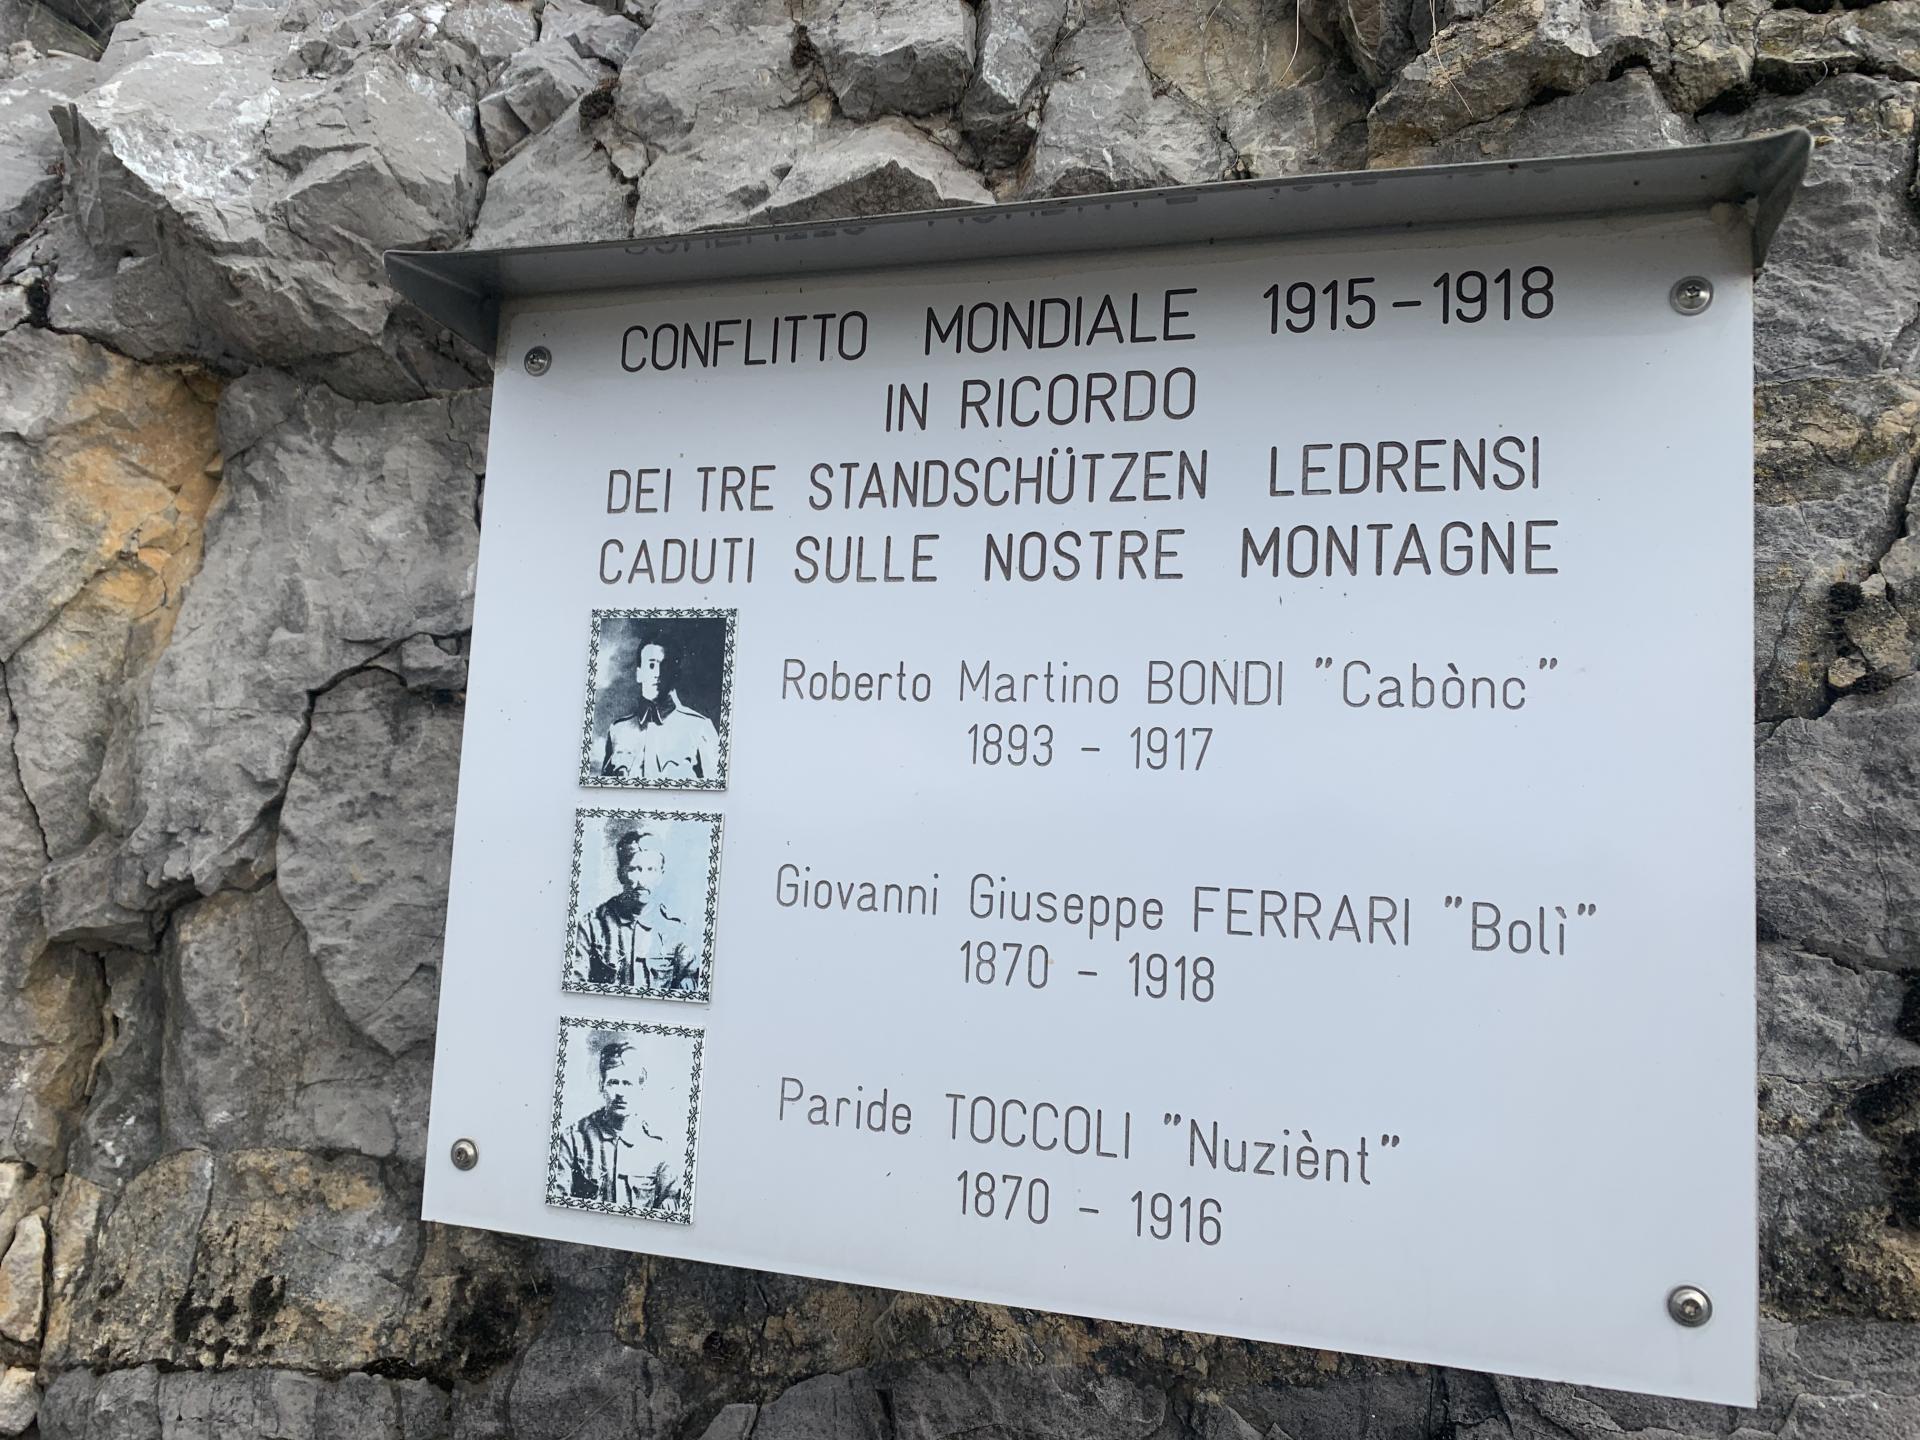 CONFLITTO MONDIALE 1915-1918
IN RICORDO
DEI TRE STANDSCHÜTZEN LEDRENSI
CADUTI SULLE NOSTRE MONTAGNE
Roberto Martino BONDI "Cabònc"
1893 - 1917
Giovanni Giuseppe FERRARI "Bolì"
1870 - 1918
Paride TOCCOLI "Nuziènt"
1870 - 1916